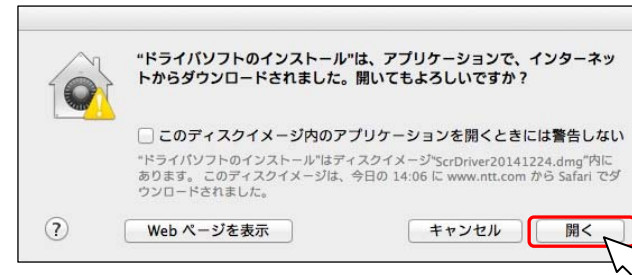 “ドライバソフトのインストール”は、アプリケーションで、インターネッ
トからダウンロードされました。開いてもよろしいですか？
このディスクイメージ内のアプリケーションを開くときには警告しない
“ドライバソフトのインストール”はディスクイメージ“ScrDriver20141224.dmg”内に
あります。このディスクイメージは、今日の 14:06 に www.ntt.com から Safari でダ
ウンロードされました。
? Web ページを表示 キャンセル 開く